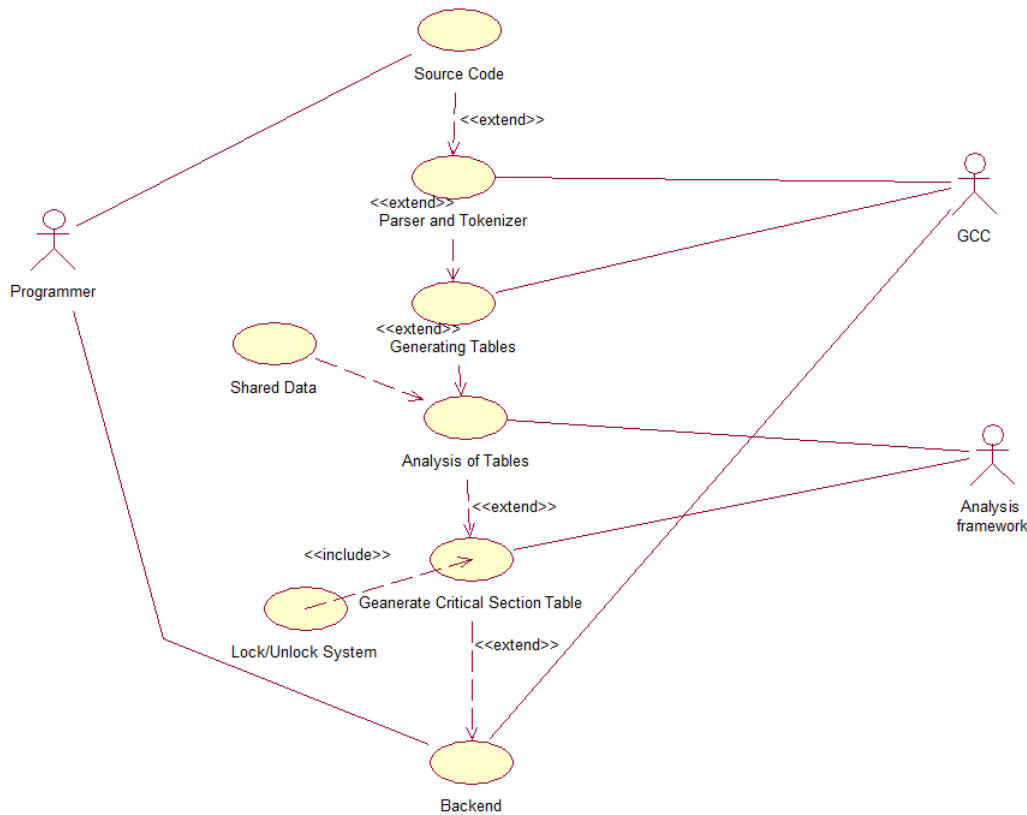 Source Code
<<extend>>
<<extend>>
Parser and Tokenizer
GCC
Programmer
<<extend>>
Generating Tables
Shared Data
Analysis of Tables
<<extend>>
Analysis
framework
<<include>>
Geanerate Critical Section Table
<<extend>>
Lock/Unlock System
Backend